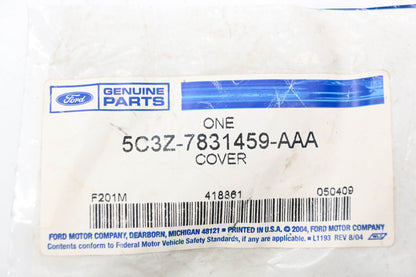 Ford
GENUINE
PARTS
ONE
5C3Z-7831459-AAA
COVER
F201M 418861 050409
FORD MOTOR COMPANY, DEARBORN, MICHIGAN 48121 • PRINTED IN U.S.A. © 2004, FORD MOTOR COMPANY
Contents conform to Federal Motor Vehicle Safety Standards, if any are applicable. • L1193 REV 8/04